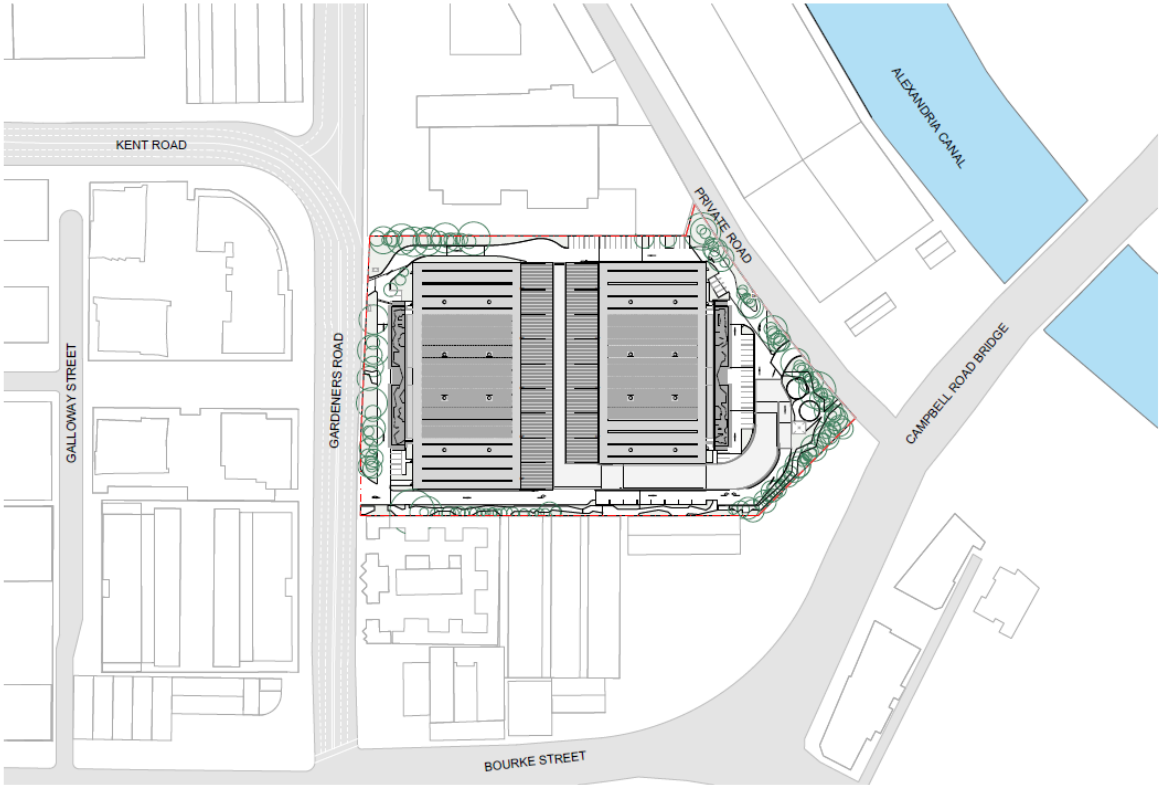 ALEXANDRIA CANAL
KENT ROAD
PRIVATE ROAD
GALLOWAY STREET
GARDENERS ROAD
CAMPBELL ROAD BRIDGE
BOURKE STREET